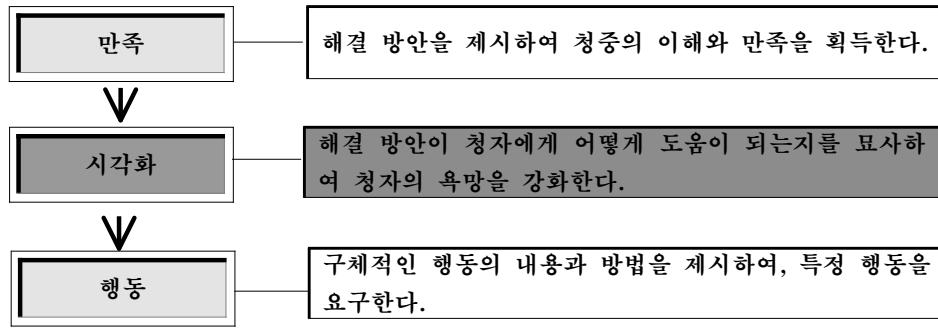 만족
해결 방안을 제시하여 청중의 이해와 만족을 획득한다.
시각화
해결 방안이 청자에게 어떻게 도움이 되는지를 묘사하
여 청자의 욕망을 강화한다.
행동
구체적인 행동의 내용과 방법을 제시하여, 특정 행동을
요구한다.